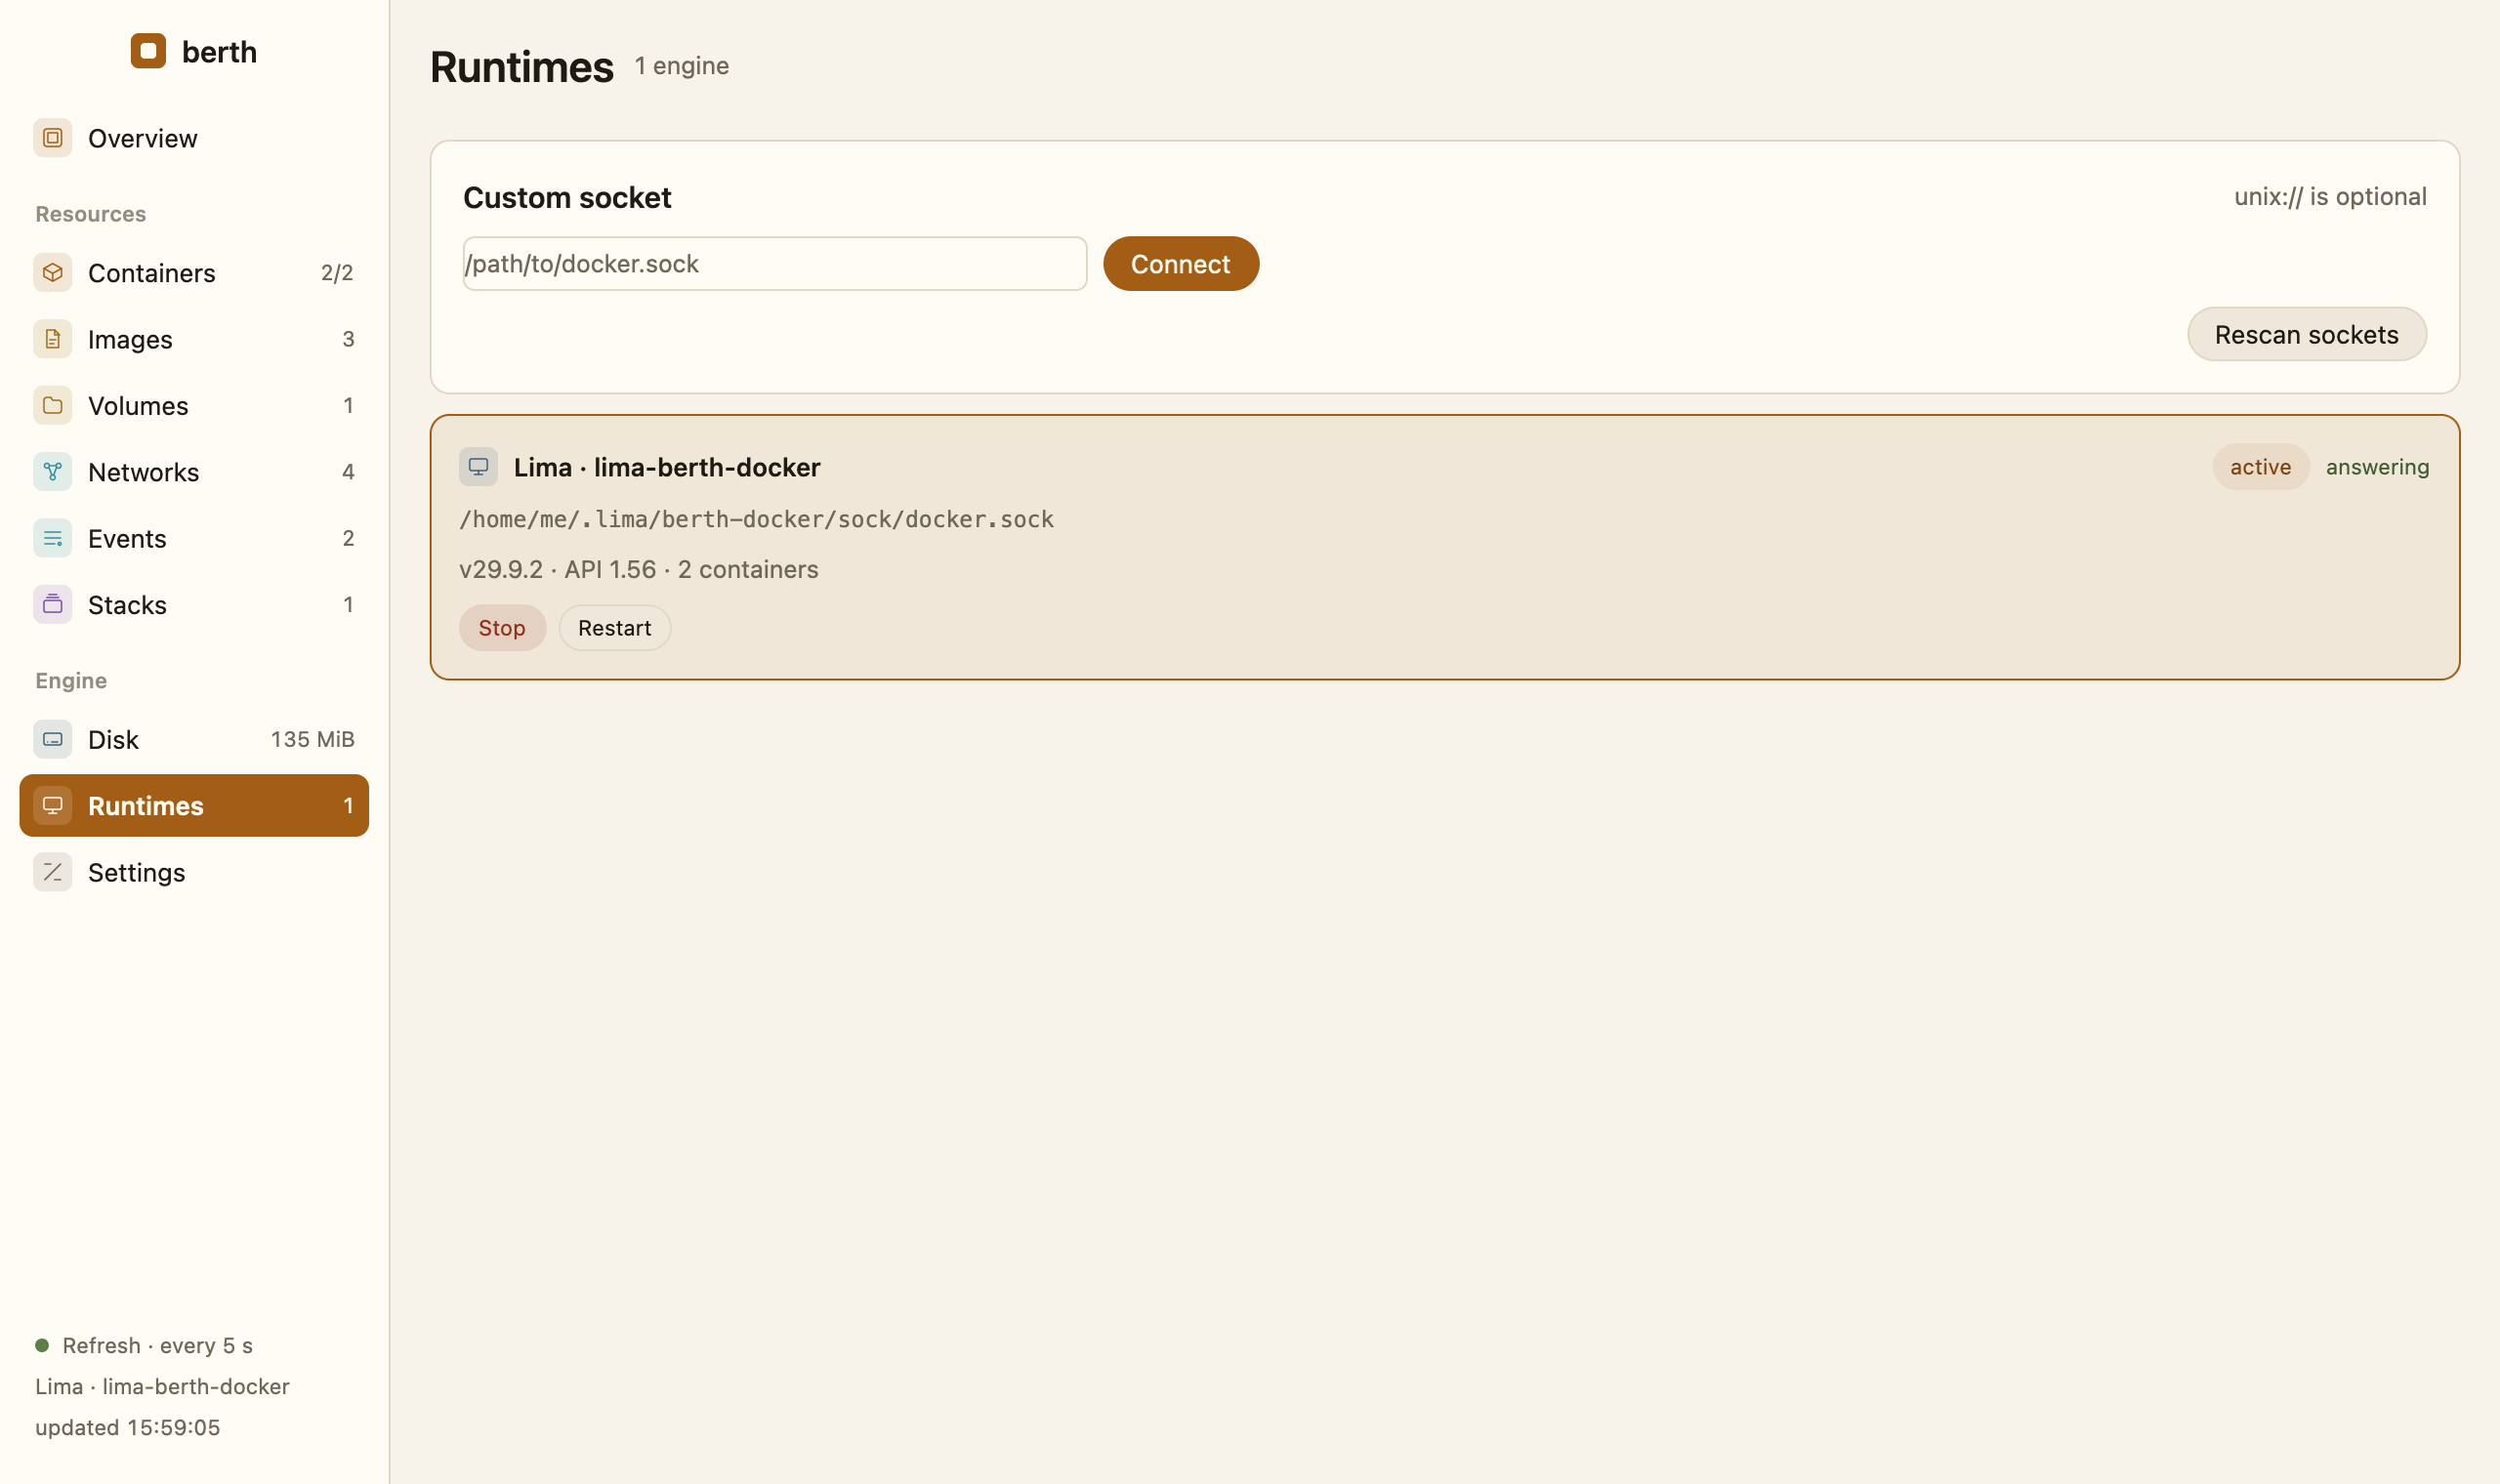 berth
Overview
Resources
Containers 2/2
Images 3
Volumes 1
Networks 4
Events 2
Stacks 1
Engine
Disk 135 MiB
Runtimes 1
Settings
Refresh · every 5 s
Lima · lima-berth-docker
updated 15:59:05
Runtimes 1 engine
Custom socket unix:// is optional
/path/to/docker.sock Connect
Rescan sockets
Lima · lima-berth-docker active answering
/home/me/.lima/berth-docker/sock/docker.sock
v29.9.2 · API 1.56 · 2 containers
Stop Restart